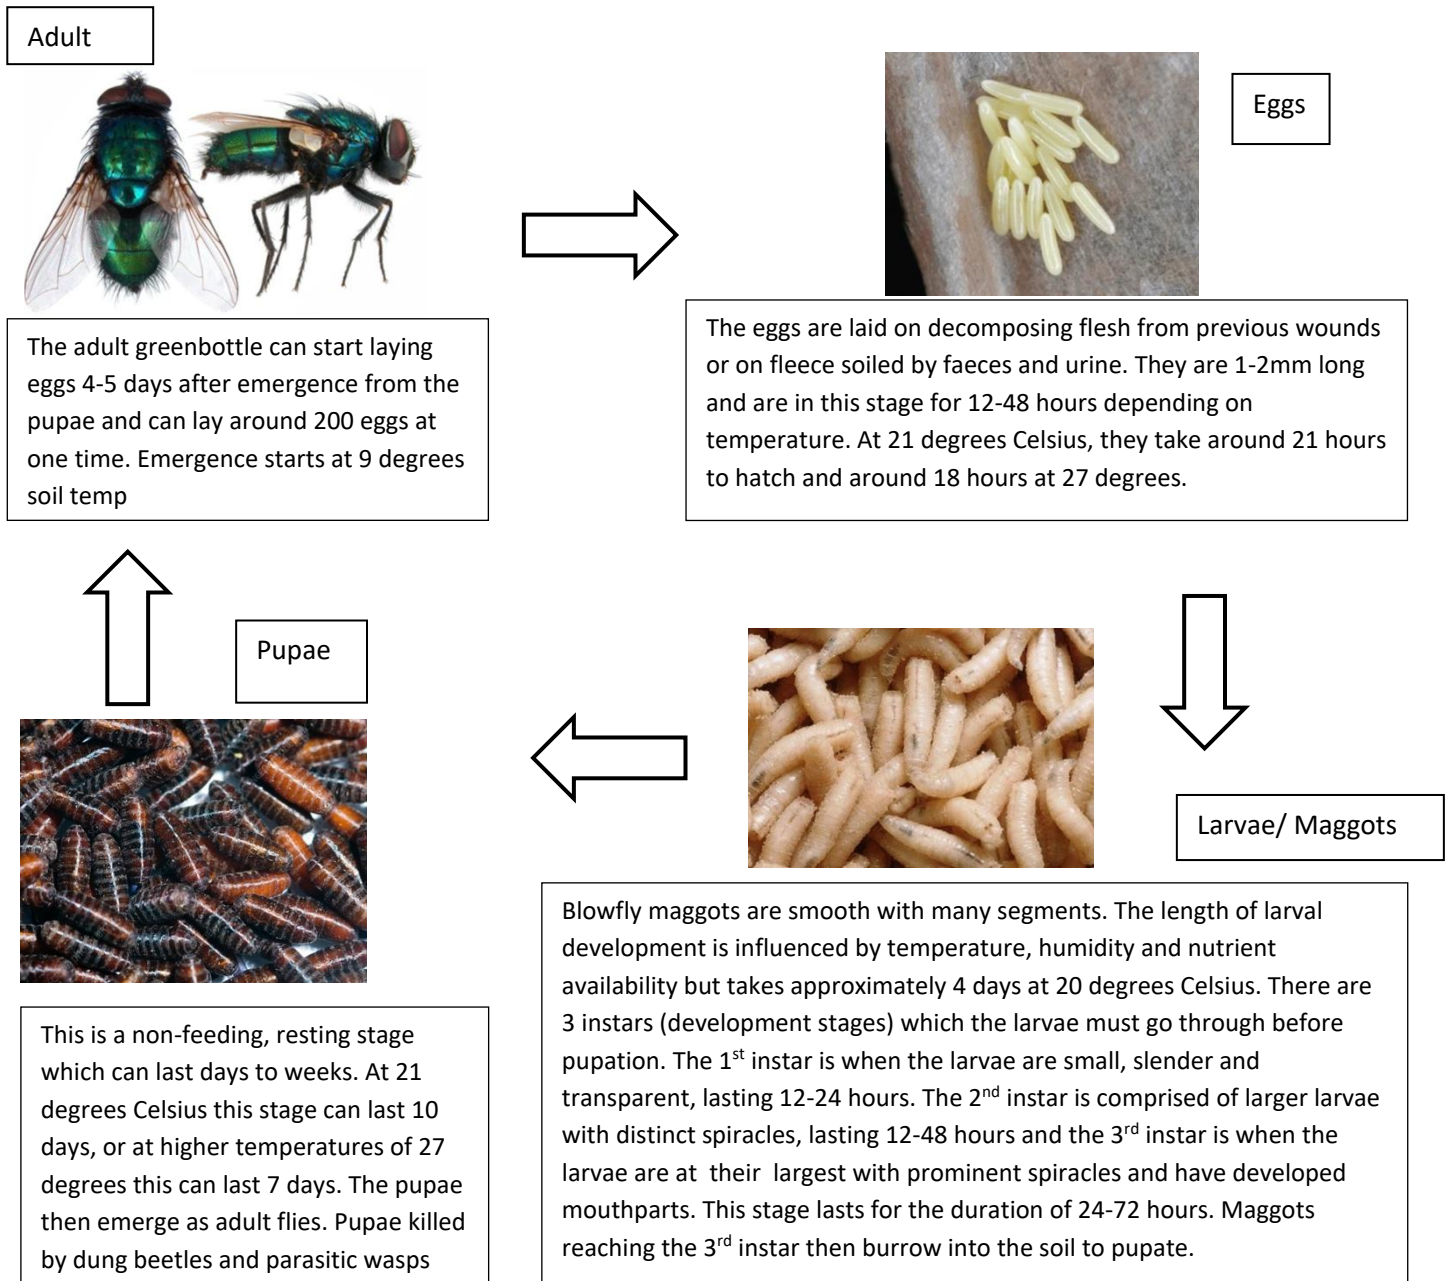 Adult
Eggs
The adult greenbottle can start laying
eggs 4-5 days after emergence from the
pupae and can lay around 200 eggs at
one time. Emergence starts at 9 degrees
soil temp
The eggs are laid on decomposing flesh from previous wounds
or on fleece soiled by faeces and urine. They are 1-2mm long
and are in this stage for 12-48 hours depending on
temperature. At 21 degrees Celsius, they take around 21 hours
to hatch and around 18 hours at 27 degrees.
Pupae
Larvae/ Maggots
Blowfly maggots are smooth with many segments. The length of larval
development is influenced by temperature, humidity and nutrient
availability but takes approximately 4 days at 20 degrees Celsius. There are
3 instars (development stages) which the larvae must go through before
pupation. The 1st instar is when the larvae are small, slender and
transparent, lasting 12-24 hours. The 2nd instar is comprised of larger larvae
with distinct spiracles, lasting 12-48 hours and the 3rd instar is when the
larvae are at their largest with prominent spiracles and have developed
mouthparts. This stage lasts for the duration of 24-72 hours. Maggots
reaching the 3rd instar then burrow into the soil to pupate.
This is a non-feeding, resting stage
which can last days to weeks. At 21
degrees Celsius this stage can last 10
days, or at higher temperatures of 27
degrees this can last 7 days. The pupae
then emerge as adult flies. Pupae killed
by dung beetles and parasitic wasps